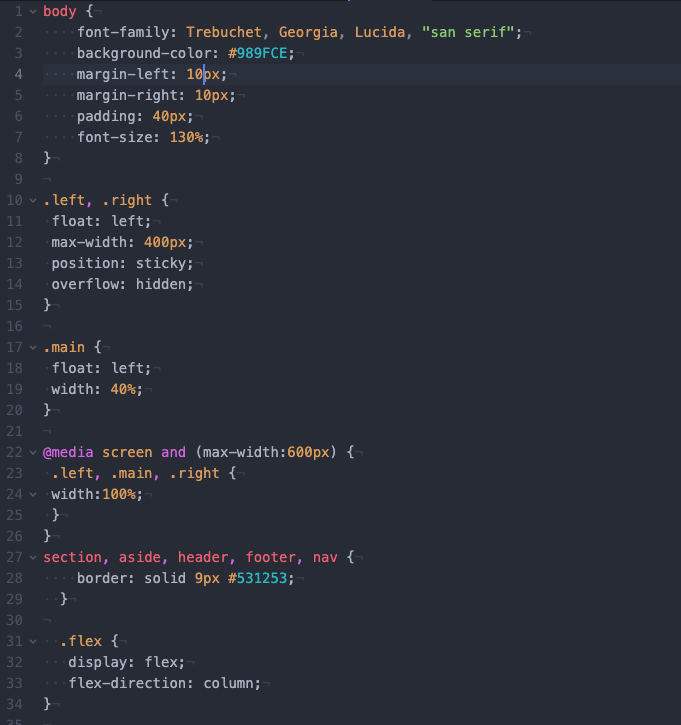 1 body {
2     font-family: Trebuchet, Georgia, Lucida, "san serif";
3     background-color: #989FCE;
4     margin-left: 10px;
5     margin-right: 10px;
6     padding: 40px;
7     font-size: 130%;
8 }
9
10 .left, .right {
11  float: left;
12  max-width: 400px;
13  position: sticky;
14  overflow: hidden;
15 }
16
17 .main {
18  float: left;
19  width: 40%;
20 }
21
22 @media screen and (max-width:600px) {
23  .left, .main, .right {
24  width:100%;
25  }
26 }
27 section, aside, header, footer, nav {
28     border: solid 9px #531253;
29   }
30
31   .flex {
32    display: flex;
33    flex-direction: column;
34 }
35